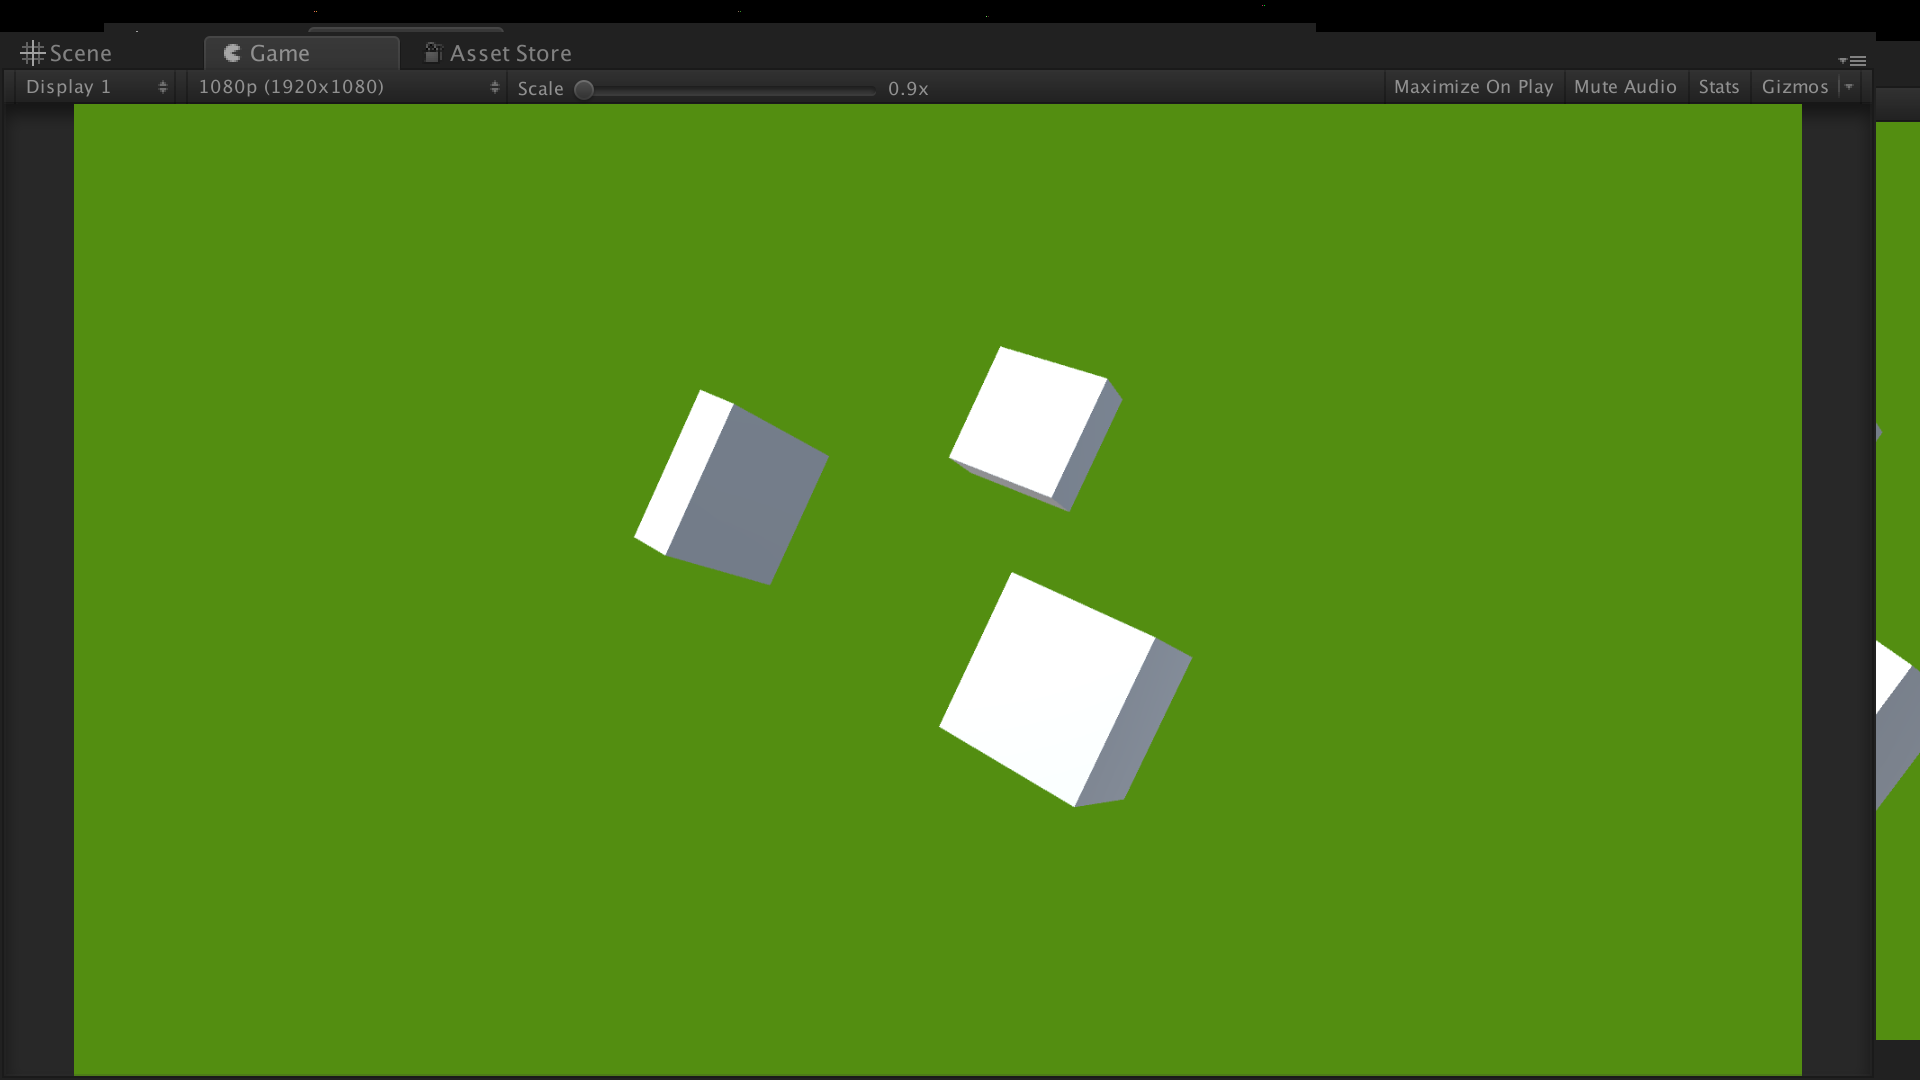 Scene Game Asset Store
Display 1 1080p (1920x1080) Scale 0.9x Maximize On Play Mute Audio Stats Gizmos